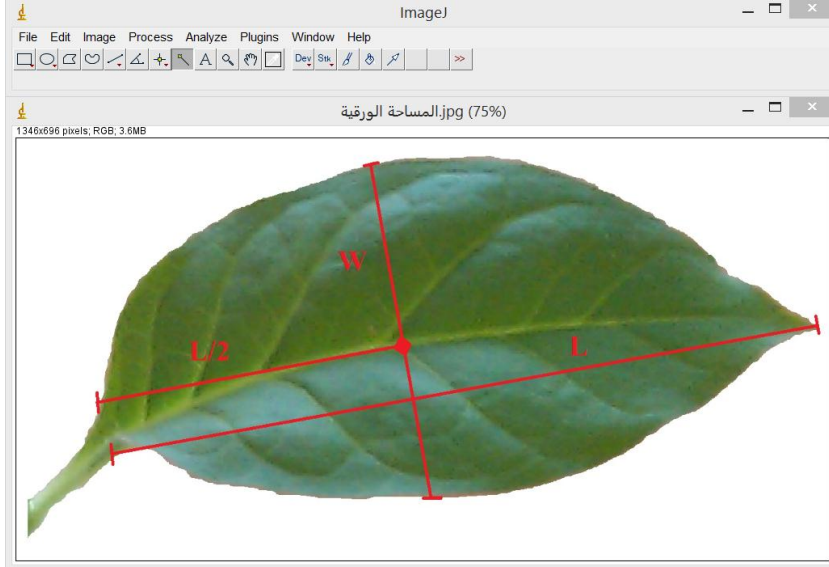 ImageJ
File Edit Image Process Analyze Plugins Window Help
A Dev Stk >>
المساحة الورقية.jpg (75%)
1346x696 pixels; RGB; 3.6MB
W
L/2
L